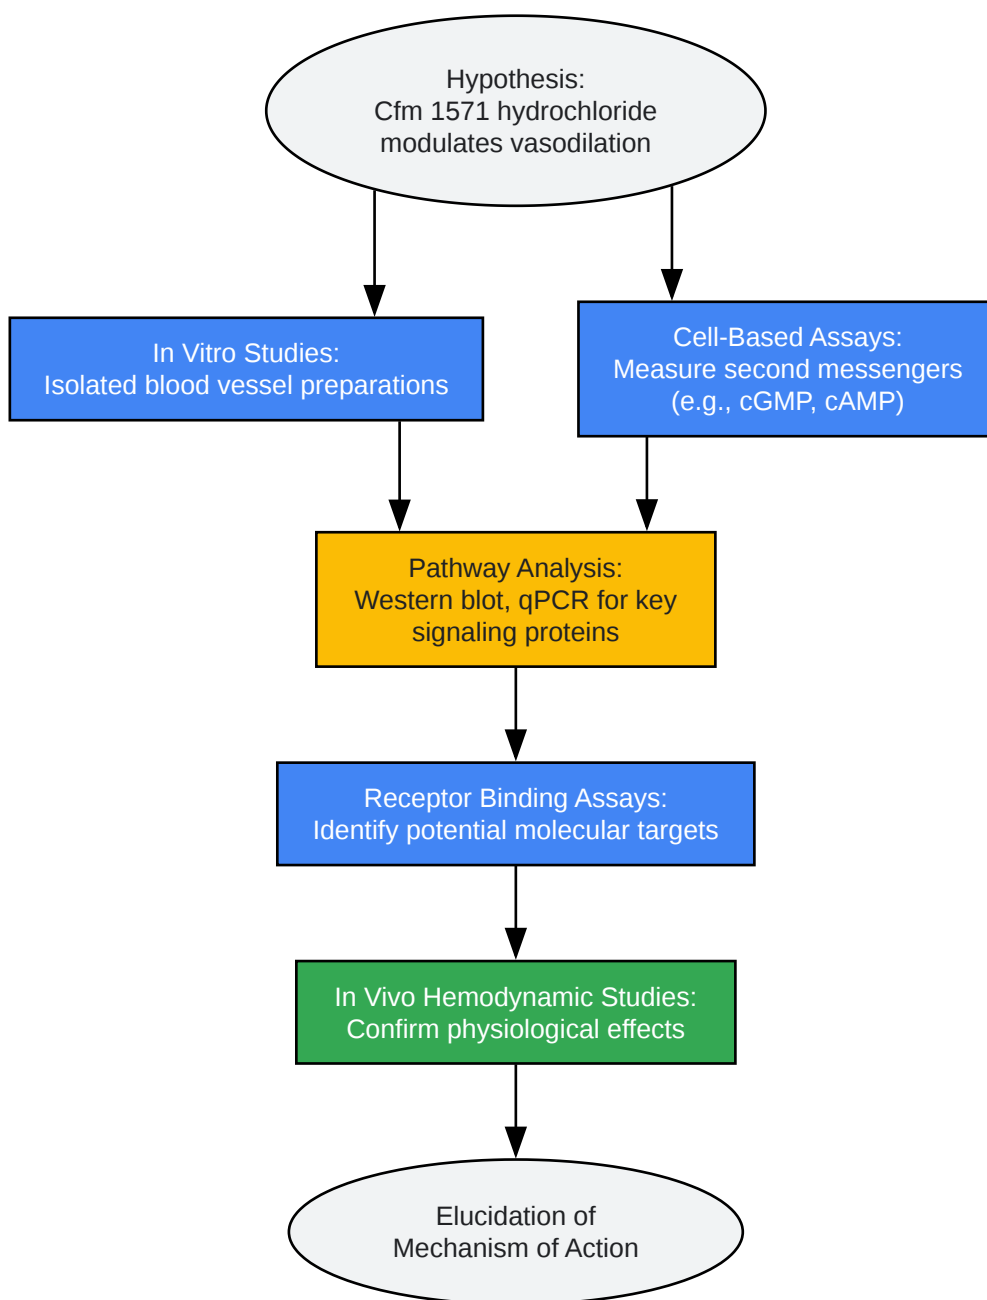 Hypothesis:
Cfm 1571 hydrochloride
modulates vasodilation
In Vitro Studies:
Isolated blood vessel preparations
Cell-Based Assays:
Measure second messengers
(e.g., cGMP, cAMP)
Pathway Analysis:
Western blot, qPCR for key
signaling proteins
Receptor Binding Assays:
Identify potential molecular targets
In Vivo Hemodynamic Studies:
Confirm physiological effects
Elucidation of
Mechanism of Action